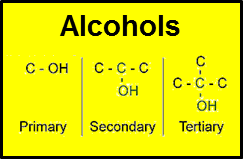 Alcohols
C - OH
C - C - C
OH
C
C - C - C
OH
Primary
Secondary
Tertiary